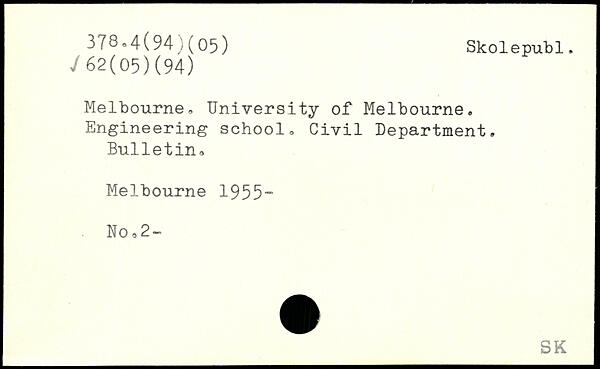 378.4(94)(05)
Skolepubl.
✓62(05)(94)
Melbourne. University of Melbourne.
Engineering school. Civil Department.
Bulletin.
Melbourne 1955-
No.2-
SK